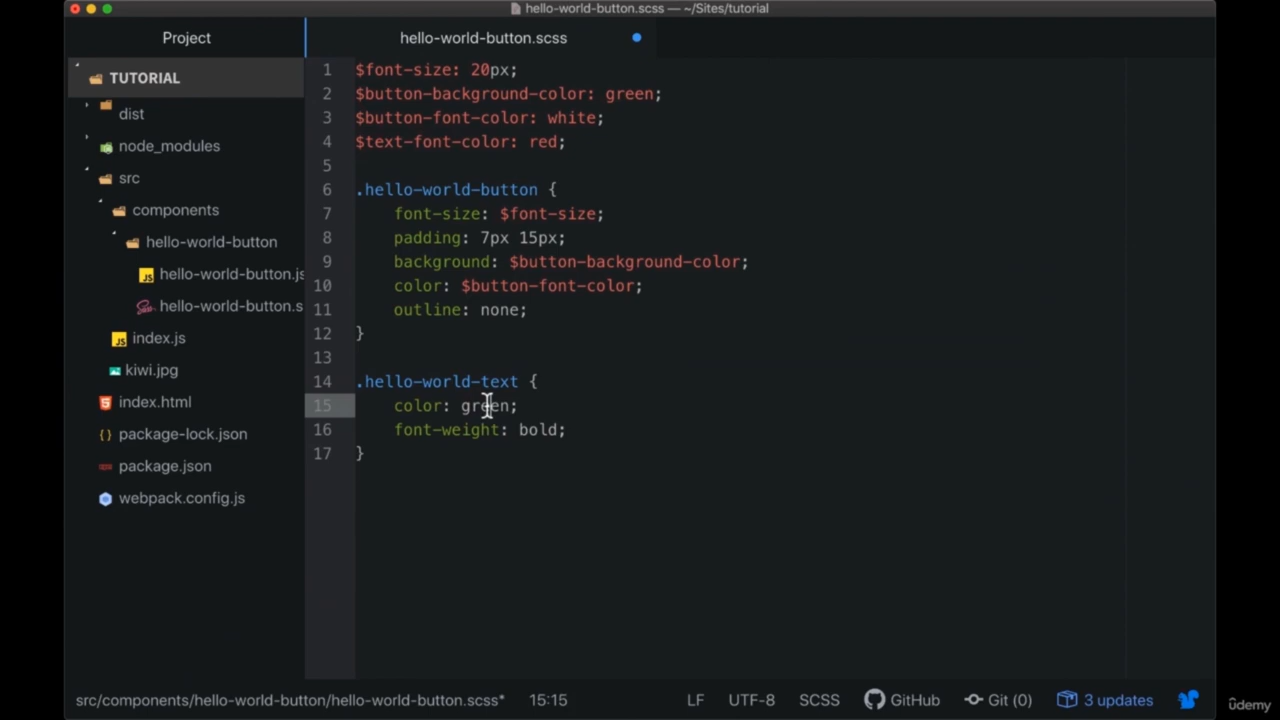 hello-world-button.scss — ~/Sites/tutorial
Project
hello-world-button.scss
TUTORIAL
dist
node_modules
src
components
hello-world-button
hello-world-button.js
hello-world-button.s
index.js
kiwi.jpg
index.html
package-lock.json
package.json
webpack.config.js
1 $font-size: 20px;
2 $button-background-color: green;
3 $button-font-color: white;
4 $text-font-color: red;
5
6 .hello-world-button {
7 font-size: $font-size;
8 padding: 7px 15px;
9 background: $button-background-color;
10 color: $button-font-color;
11 outline: none;
12 }
13
14 .hello-world-text {
15 color: green;
16 font-weight: bold;
17 }
src/components/hello-world-button/hello-world-button.scss* 15:15 LF UTF-8 SCSS GitHub Git (0) 3 updates
ûdemy